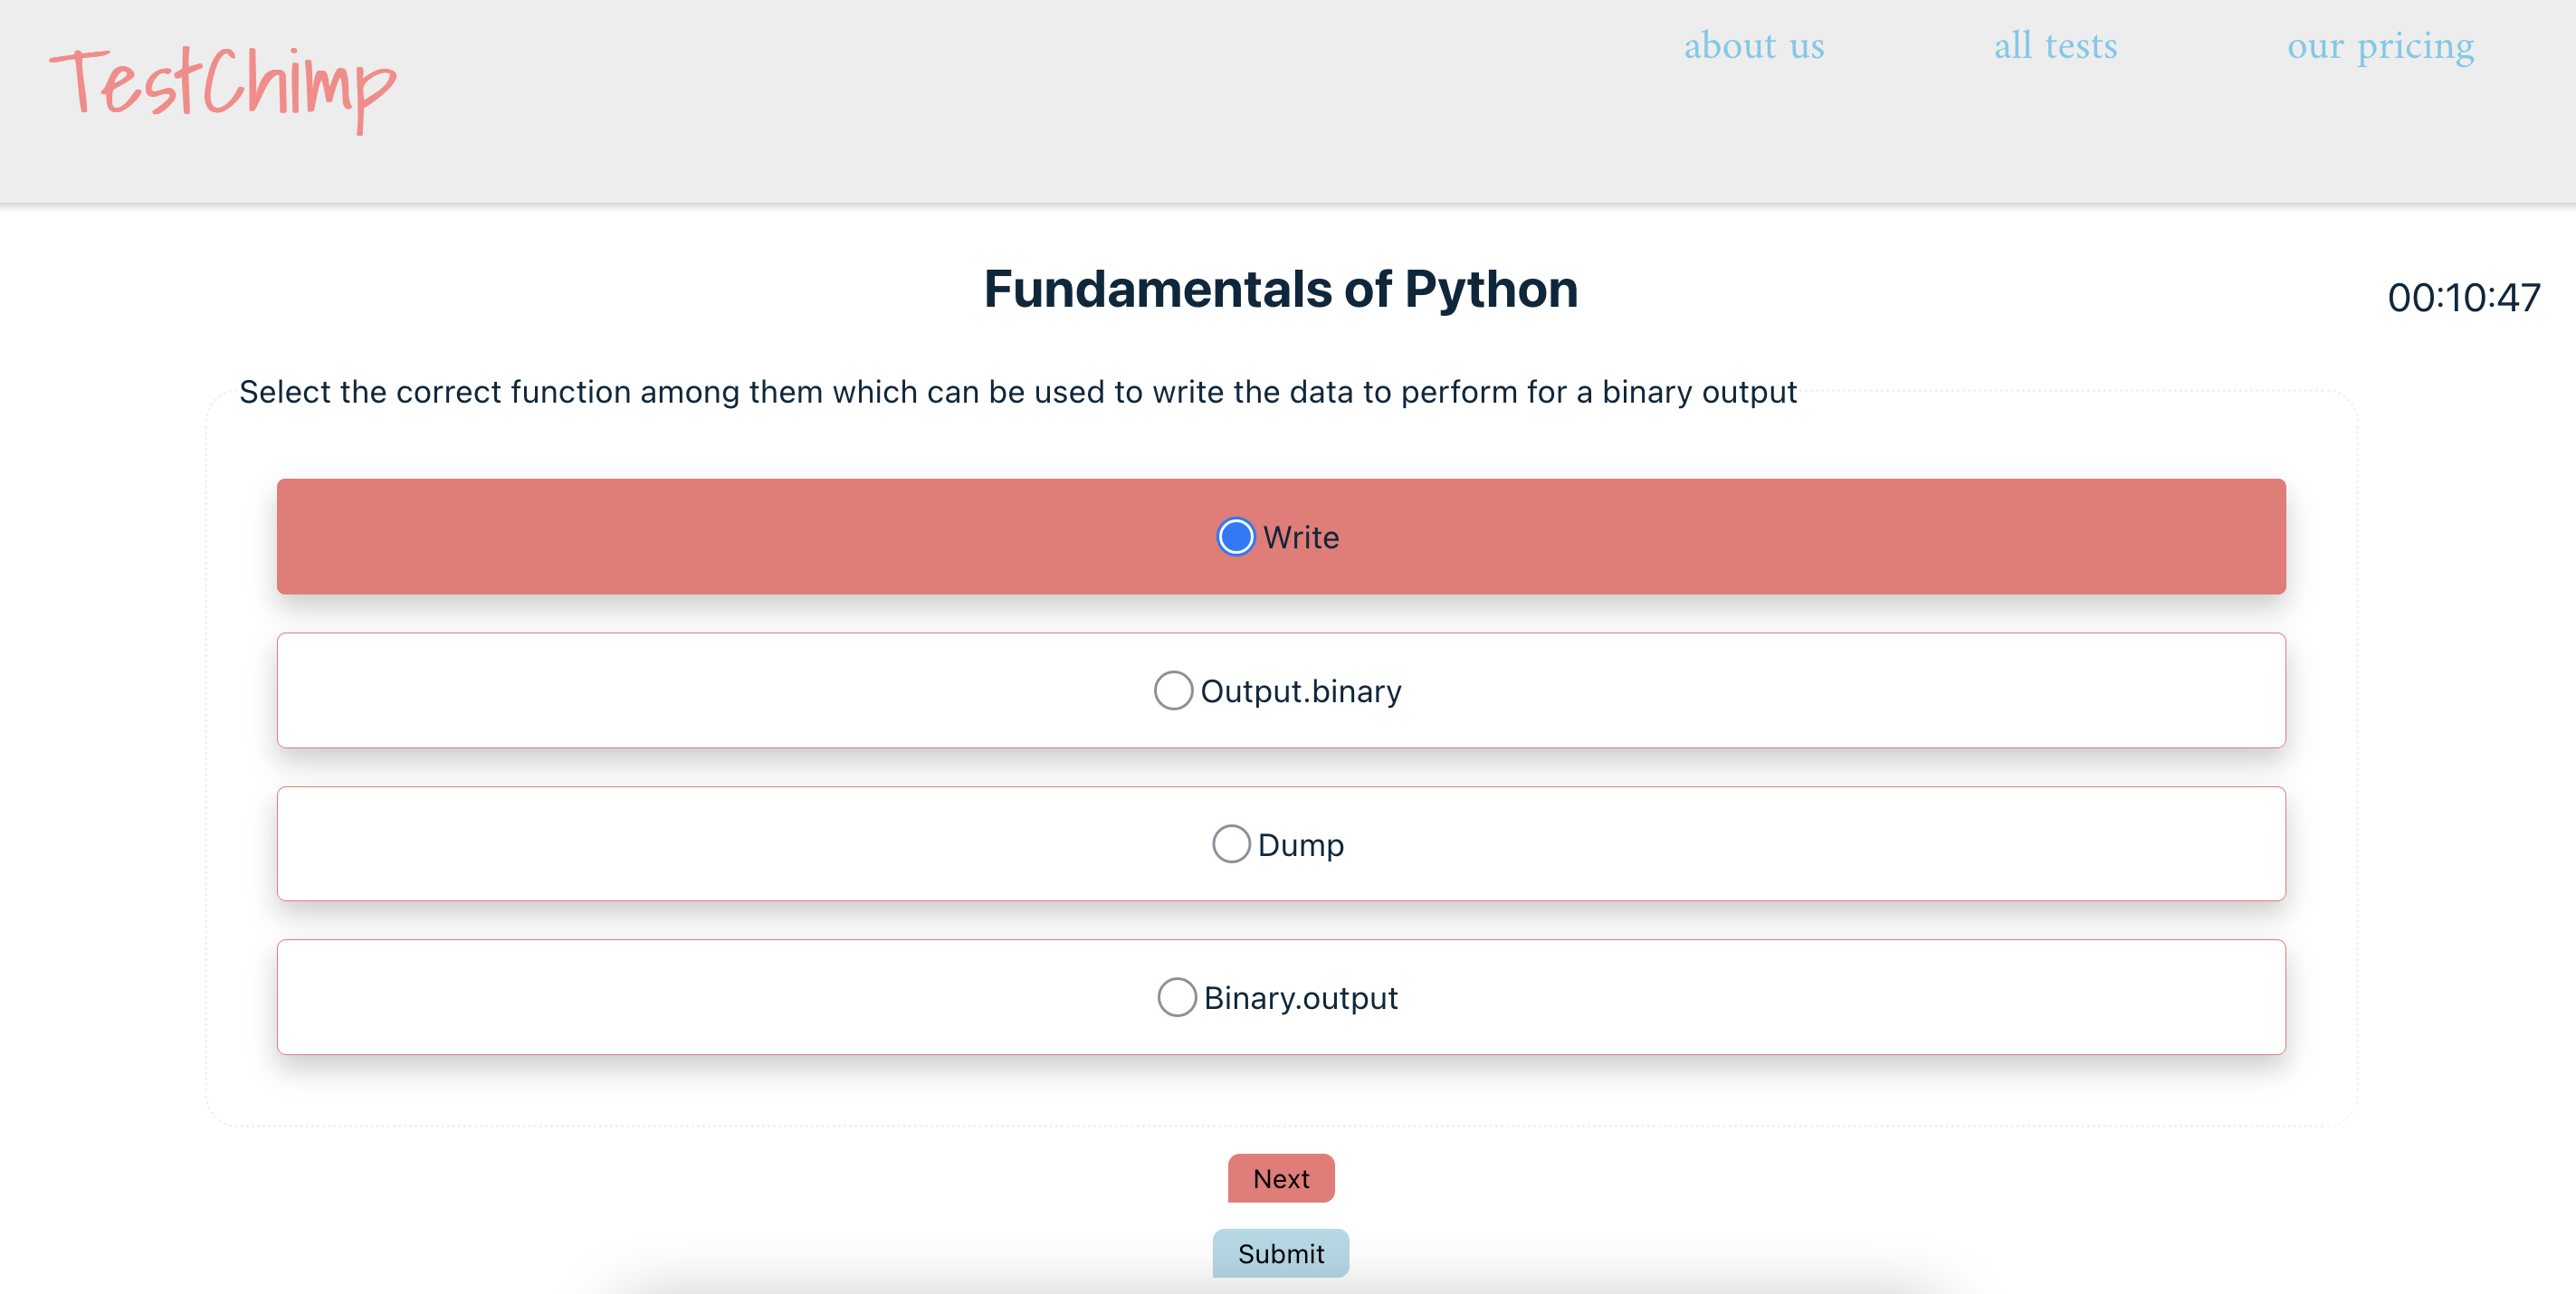 TestChimp
about us all tests our pricing
Fundamentals of Python
00:10:47
Select the correct function among them which can be used to write the data to perform for a binary output
Write
Output.binary
Dump
Binary.output
Next
Submit